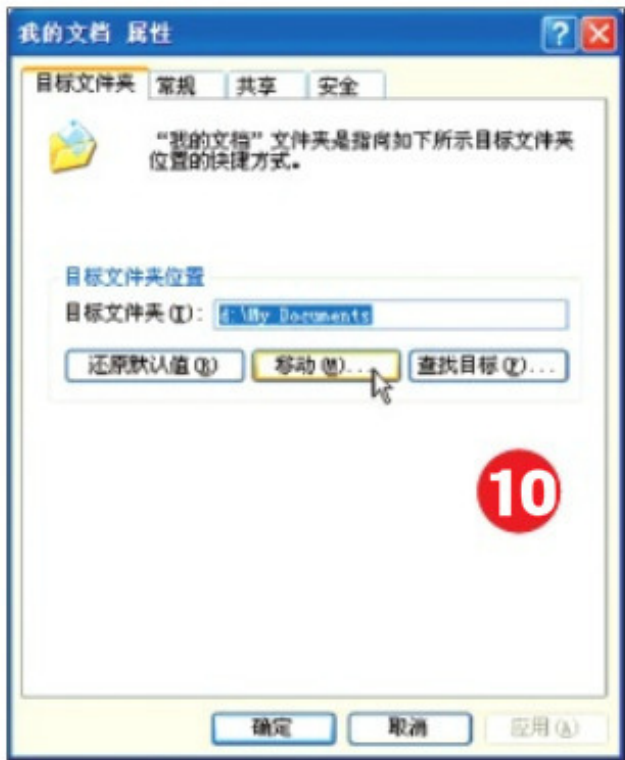 我的文档 属性
目标文件夹 常规 共享 安全
“我的文档”文件夹是指向如下所示目标文件夹
位置的快捷方式。
目标文件夹位置
目标文件夹(T): d:\My Documents
还原默认值(R) 移动(M)... 查找目标(F)...
10
确定 取消 应用(A)